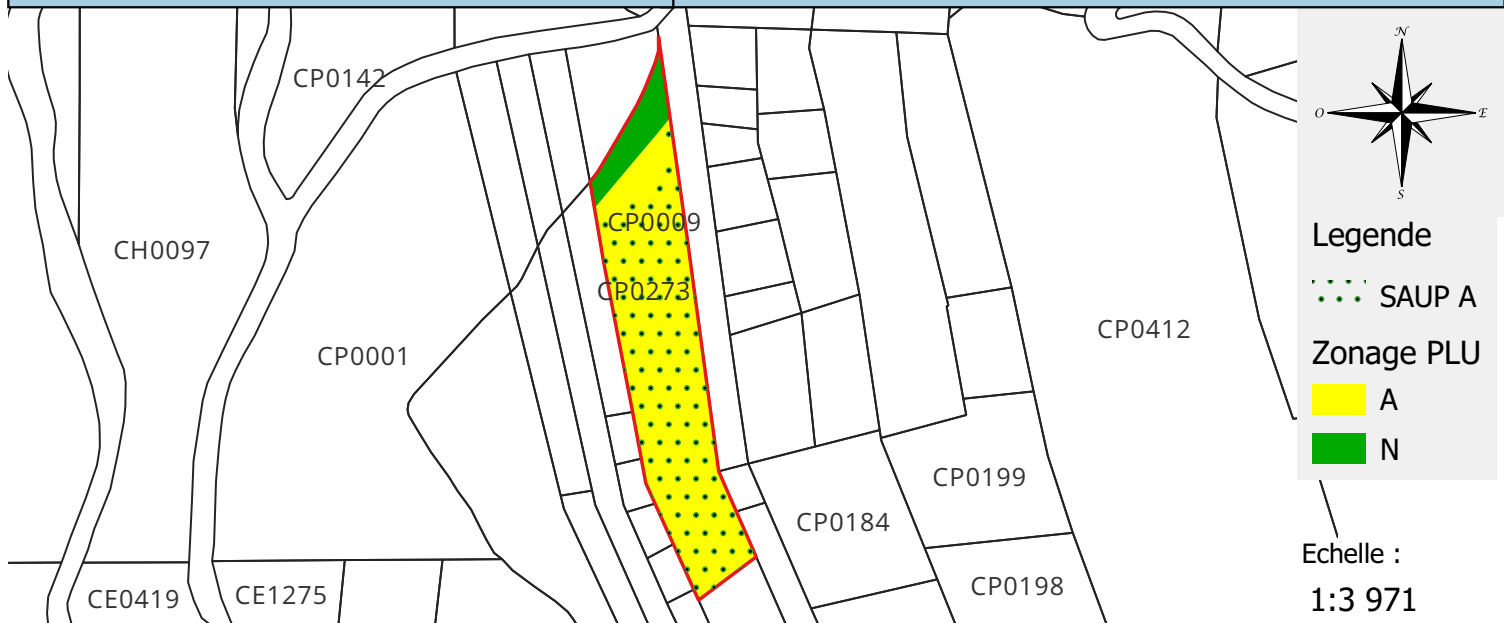 CP0142
CH0097
CP0009
CP0273
CP0001
CP0412
CP0199
CP0184
CP0198
CE0419
CE1275
N
O
E
S
Legende
SAUP A
Zonage PLU
A
N
Echelle :
1:3 971